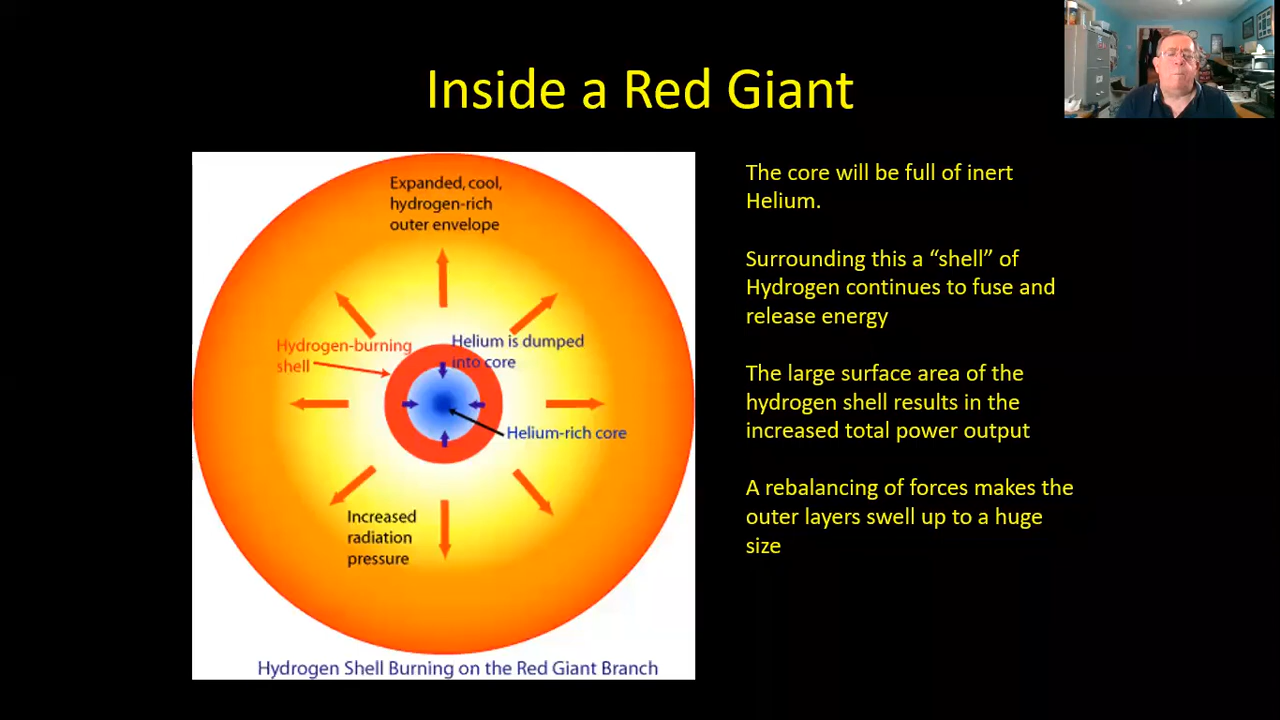 Inside a Red Giant
Expanded, cool,
hydrogen-rich
outer envelope
Hydrogen-burning
shell
Helium is dumped
into core
Helium-rich core
Increased
radiation
pressure
Hydrogen Shell Burning on the Red Giant Branch
The core will be full of inert
Helium.
Surrounding this a “shell” of
Hydrogen continues to fuse and
release energy
The large surface area of the
hydrogen shell results in the
increased total power output
A rebalancing of forces makes the
outer layers swell up to a huge
size